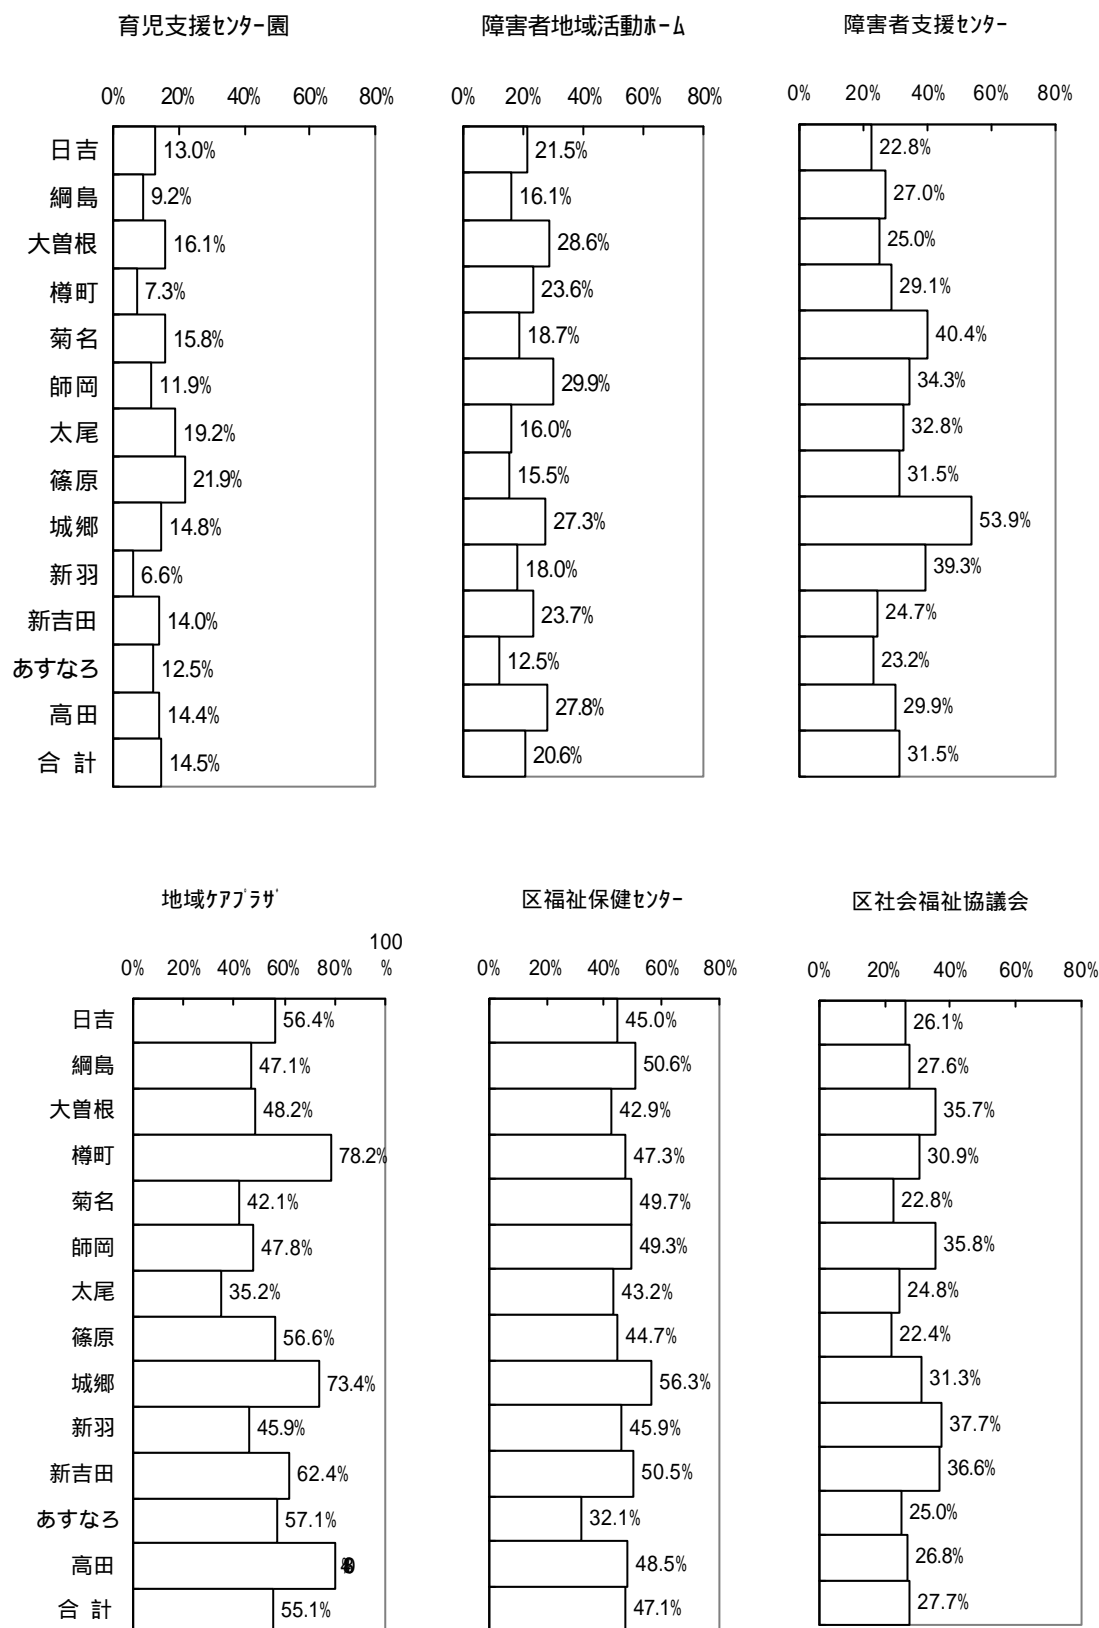 育児支援ｾﾝﾀｰ園
0% 20% 40% 60% 80%
日吉 13.0%
綱島 9.2%
大曽根 16.1%
樽町 7.3%
菊名 15.8%
師岡 11.9%
太尾 19.2%
篠原 21.9%
城郷 14.8%
新羽 6.6%
新吉田 14.0%
あすなろ 12.5%
高田 14.4%
合 計 14.5%
障害者地域活動ﾎｰﾑ
0% 20% 40% 60% 80%
21.5%
16.1%
28.6%
23.6%
18.7%
29.9%
16.0%
15.5%
27.3%
18.0%
23.7%
12.5%
27.8%
20.6%
障害者支援ｾﾝﾀｰ
0% 20% 40% 60% 80%
22.8%
27.0%
25.0%
29.1%
40.4%
34.3%
32.8%
31.5%
53.9%
39.3%
24.7%
23.2%
29.9%
31.5%
地域ｹｱﾌﾟﾗｻﾞ
0% 20% 40% 60% 80% 100
%
日吉 56.4%
綱島 47.1%
大曽根 48.2%
樽町 78.2%
菊名 42.1%
師岡 47.8%
太尾 35.2%
篠原 56.6%
城郷 73.4%
新羽 45.9%
新吉田 62.4%
あすなろ 57.1%
高田
合 計 55.1%
区福祉保健ｾﾝﾀｰ
0% 20% 40% 60% 80%
45.0%
50.6%
42.9%
47.3%
49.7%
49.3%
43.2%
44.7%
56.3%
45.9%
50.5%
32.1%
48.5%
47.1%
区社会福祉協議会
0% 20% 40% 60% 80%
26.1%
27.6%
35.7%
30.9%
22.8%
35.8%
24.8%
22.4%
31.3%
37.7%
36.6%
25.0%
26.8%
27.7%